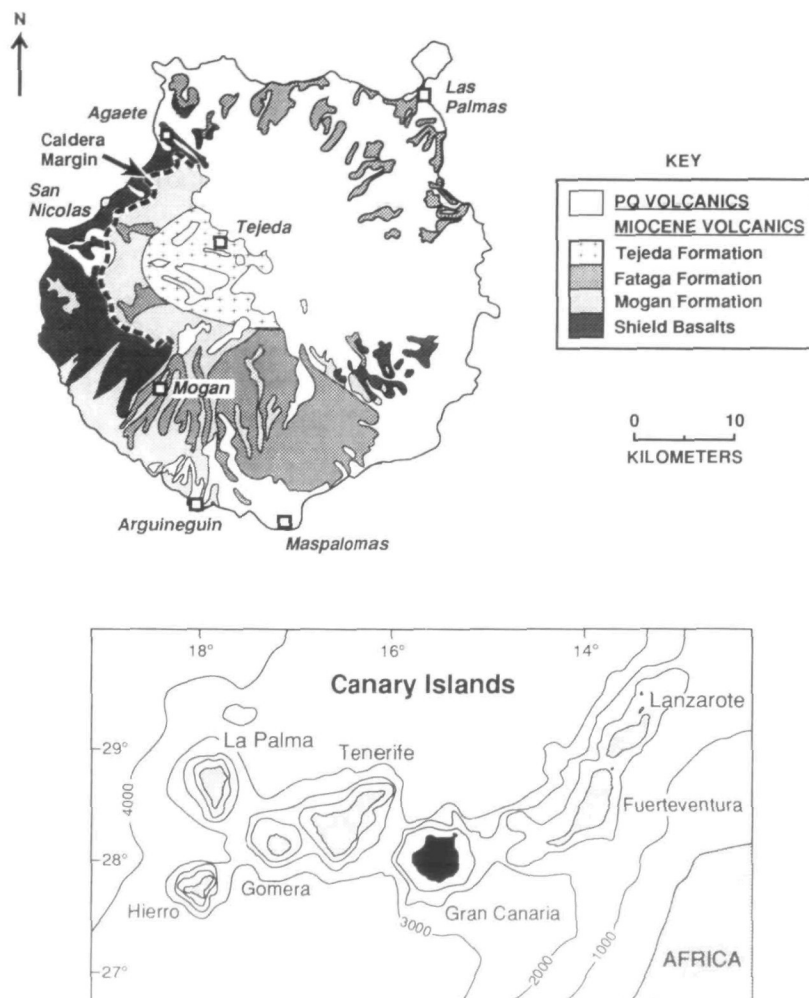 N
Agaete
Caldera
Margin
San
Nicolas
Las
Palmas
Tejeda
Mogan
Arguineguin
Maspalomas
KEY
PQ VOLCANICS
MIOCENE VOLCANICS
Tejeda Formation
Fataga Formation
Mogan Formation
Shield Basalts
0 10
KILOMETERS
18° 16° 14°
Canary Islands
Lanzarote
La Palma
Tenerife
29°
4000
Fuerteventura
28°
Hierro
Gomera
Gran Canaria
3000
2000
1000
AFRICA
27°